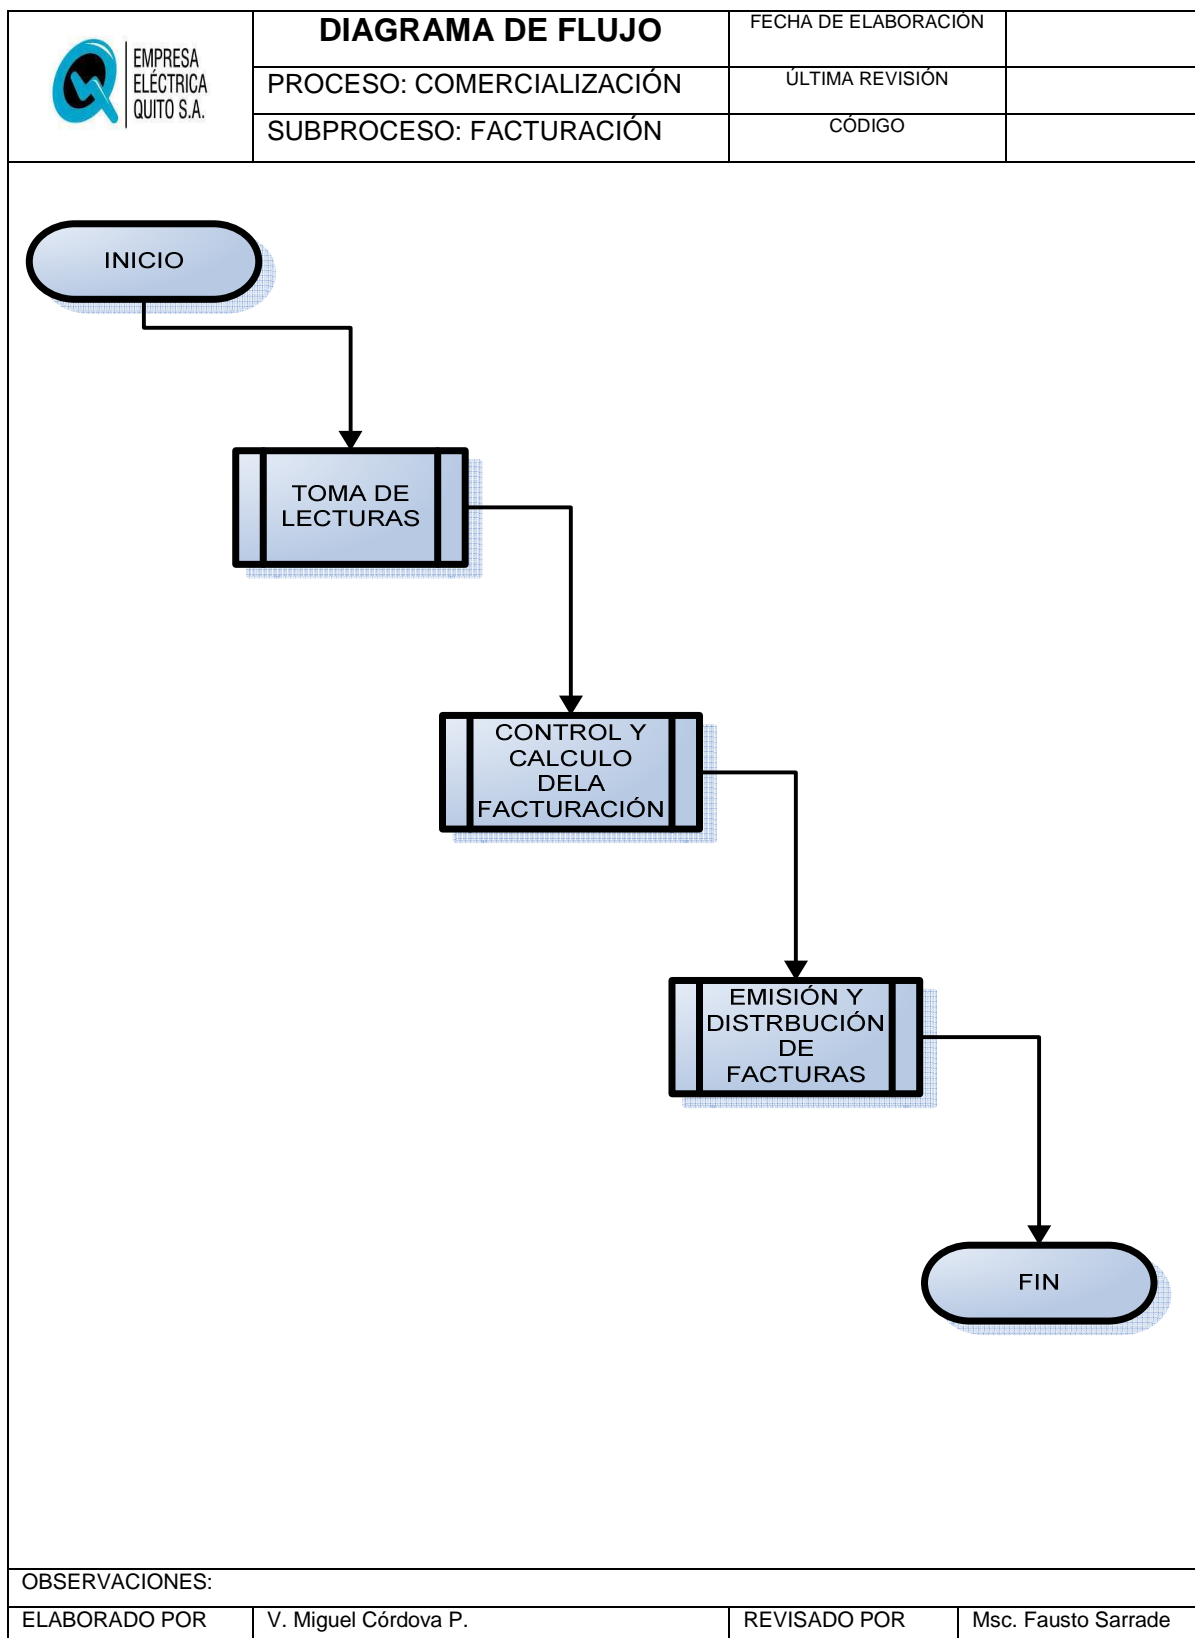 EMPRESA
ELÉCTRICA
QUITO S.A.
DIAGRAMA DE FLUJO
FECHA DE ELABORACIÓN
PROCESO: COMERCIALIZACIÓN
ÚLTIMA REVISIÓN
SUBPROCESO: FACTURACIÓN
CÓDIGO
INICIO
TOMA DE
LECTURAS
CONTROL Y
CALCULO
DELA
FACTURACIÓN
EMISIÓN Y
DISTRBUCIÓN
DE
FACTURAS
FIN
OBSERVACIONES:
ELABORADO POR
V. Miguel Córdova P.
REVISADO POR
Msc. Fausto Sarrade